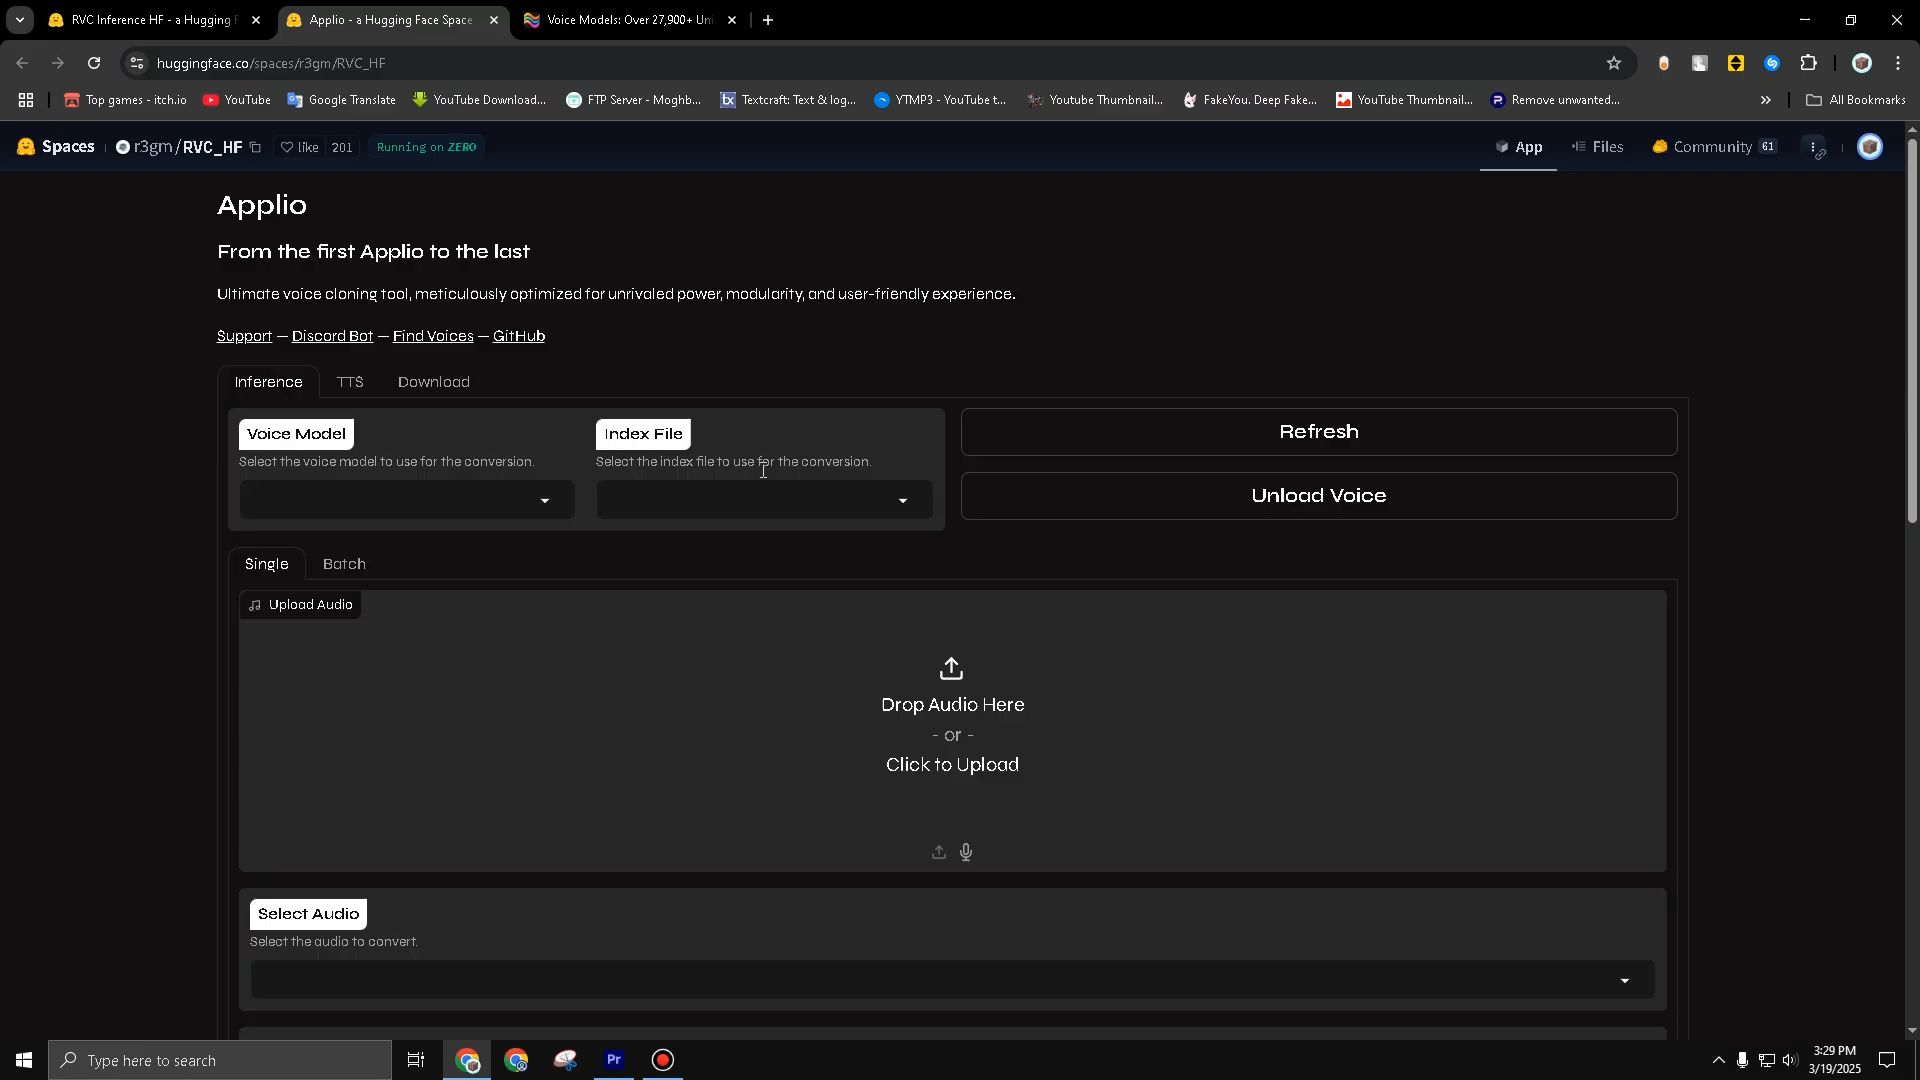 RVC Inference HF - a Hugging F
Applio - a Hugging Face Space
Voice Models: Over 27,900+ Uni
huggingface.co/spaces/r3gm/RVC_HF
Top games - itch.io
YouTube
Google Translate
YouTube Download...
FTP Server - Moghb...
Textcraft: Text & log...
YTMP3 - YouTube t...
Youtube Thumbnail...
FakeYou. Deep Fake...
YouTube Thumbnail...
Remove unwanted...
All Bookmarks
Spaces
r3gm/RVC_HF
like 201
Running on ZERO
App
Files
Community 61
Applio
From the first Applio to the last
Ultimate voice cloning tool, meticulously optimized for unrivaled power, modularity, and user-friendly experience.
Support — Discord Bot — Find Voices — GitHub
Inference TTS Download
Voice Model
Select the voice model to use for the conversion.
Index File
Select the index file to use for the conversion.
Refresh
Unload Voice
Single Batch
Upload Audio
Drop Audio Here
- or -
Click to Upload
Select Audio
Select the audio to convert.
Type here to search
Pr
3:29 PM
3/19/2025